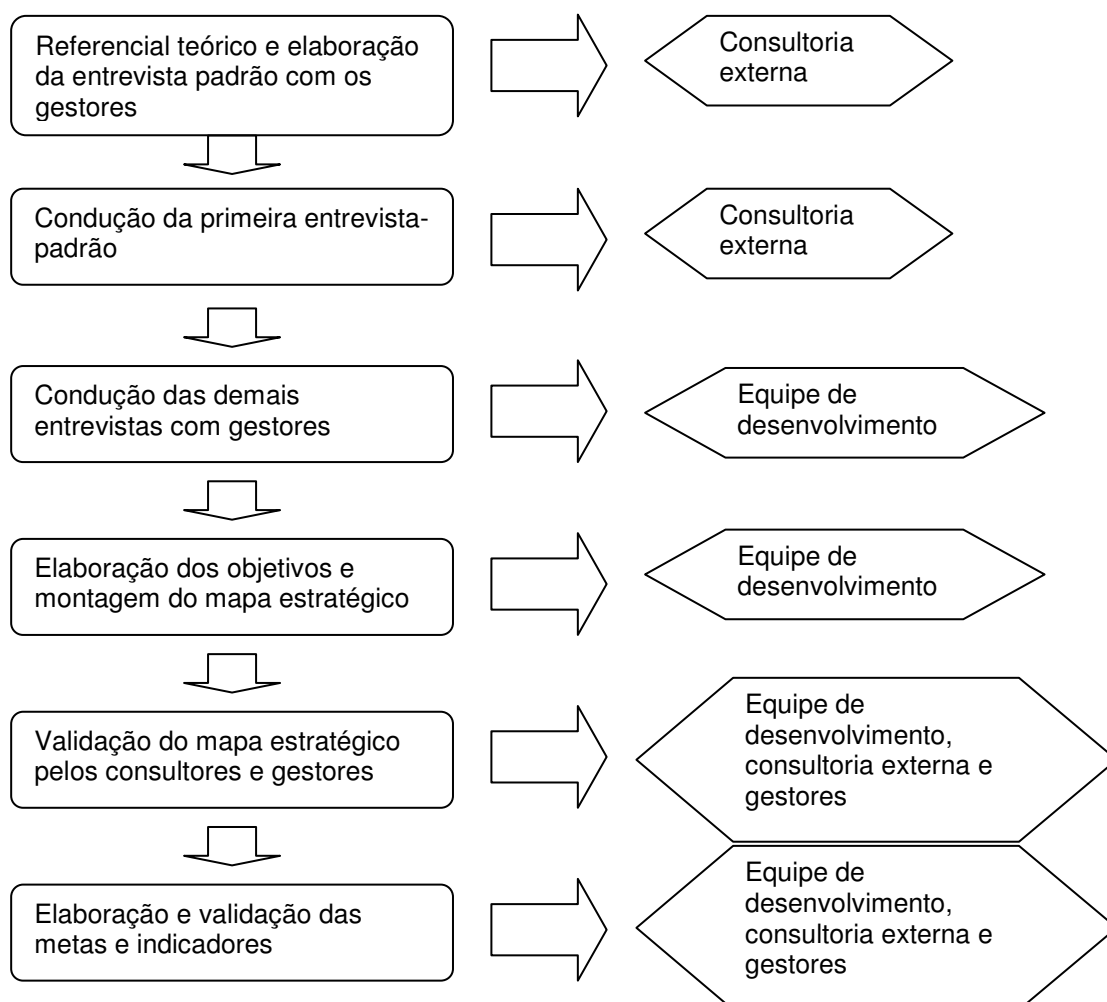 Referencial teórico e elaboração
da entrevista padrão com os
gestores
Consultoria
externa
Condução da primeira entrevista-
padrão
Consultoria
externa
Condução das demais
entrevistas com gestores
Equipe de
desenvolvimento
Elaboração dos objetivos e
montagem do mapa estratégico
Equipe de
desenvolvimento
Validação do mapa estratégico
pelos consultores e gestores
Equipe de
desenvolvimento,
consultoria externa e
gestores
Elaboração e validação das
metas e indicadores
Equipe de
desenvolvimento,
consultoria externa e
gestores